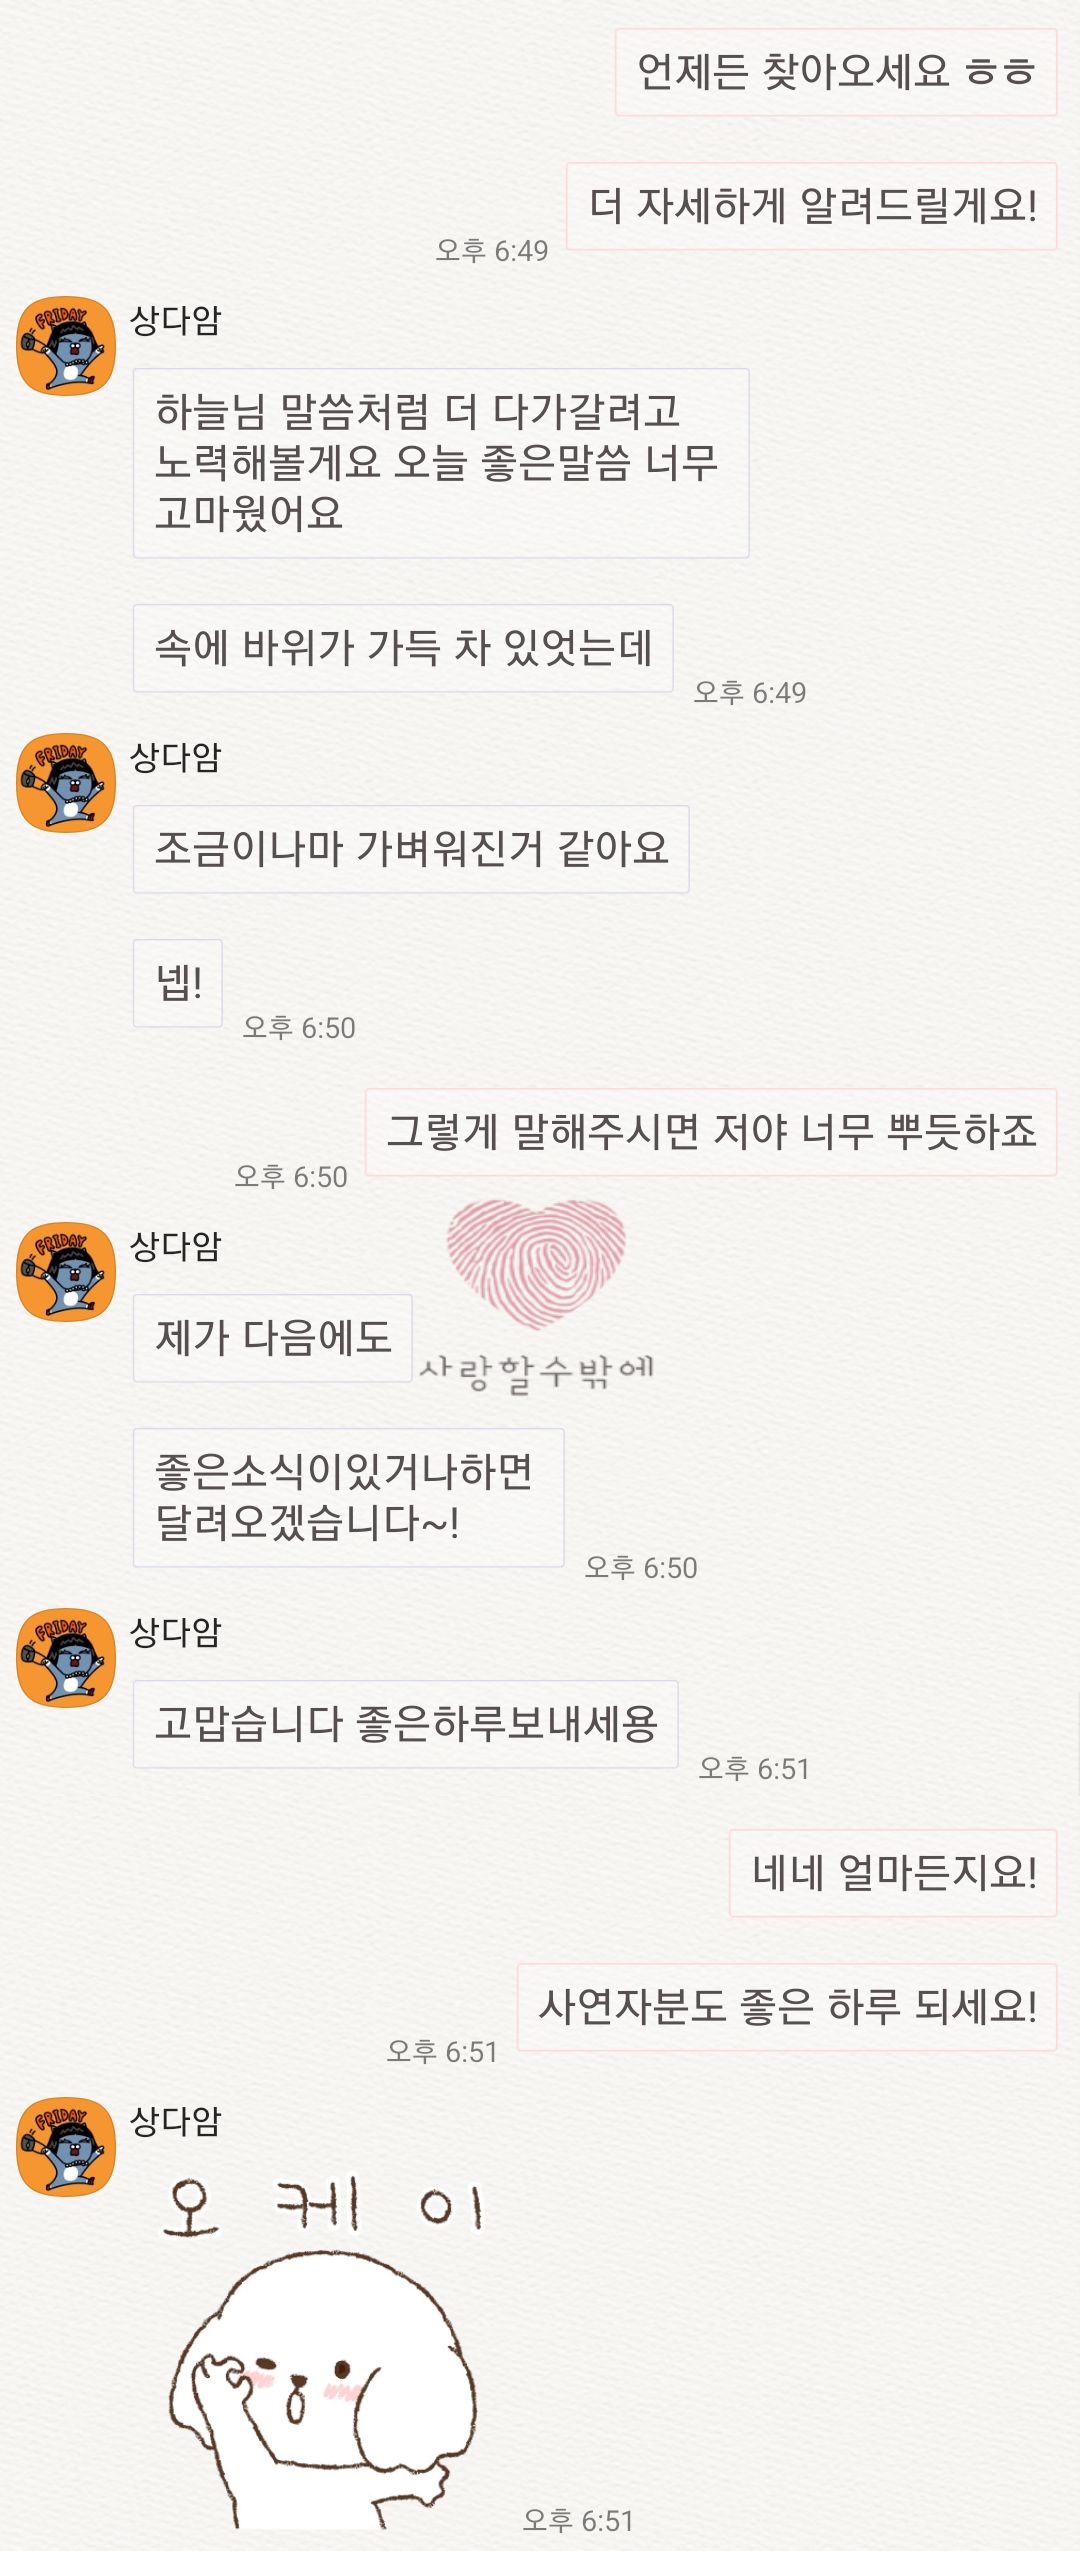 언제든 찾아오세요 ㅎㅎ
더 자세하게 알려드릴게요!
오후 6:49
FRIDAY
상다암
하늘님 말씀처럼 더 다가갈려고
노력해볼게요 오늘 좋은말씀 너무
고마웠어요
속에 바위가 가득 차 있엇는데
오후 6:49
FRIDAY
상다암
조금이나마 가벼워진거 같아요
넵!
오후 6:50
그렇게 말해주시면 저야 너무 뿌듯하죠
오후 6:50
FRIDAY
상다암
제가 다음에도
사랑할수밖에
좋은소식이있거나하면
달려오겠습니다~!
오후 6:50
FRIDAY
상다암
고맙습니다 좋은하루보내세용
오후 6:51
네네 얼마든지요!
사연자분도 좋은 하루 되세요!
오후 6:51
FRIDAY
상다암
오 케 이
오후 6:51